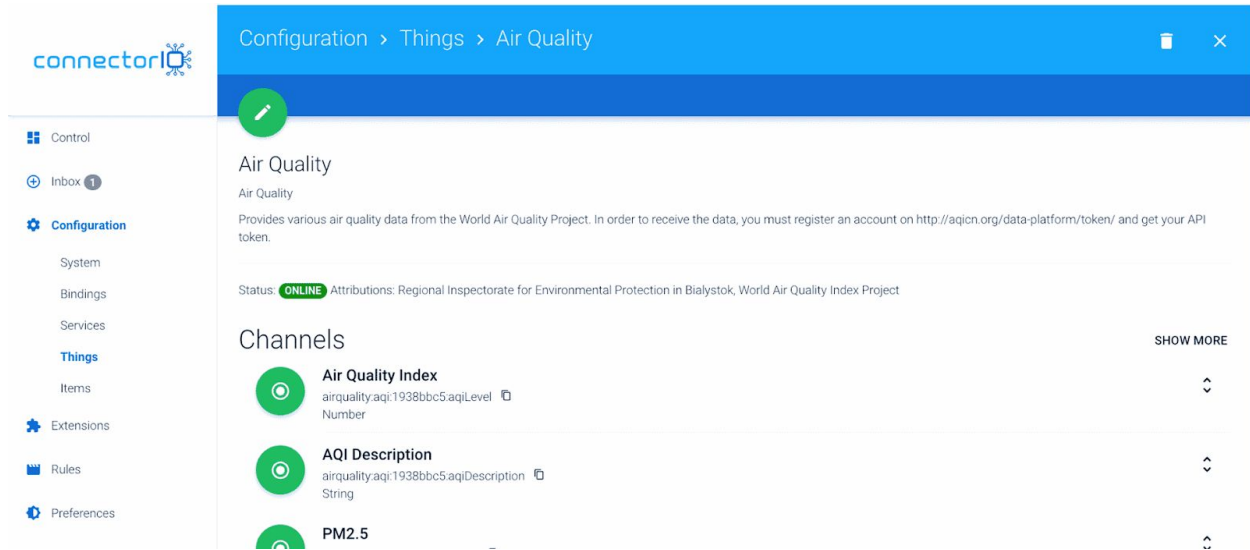 connectorIO
Configuration > Things > Air Quality
Control
Inbox 1
Configuration
System
Bindings
Services
Things
Items
Extensions
Rules
Preferences
Air Quality
Air Quality
Provides various air quality data from the World Air Quality Project. In order to receive the data, you must register an account on http://aqicn.org/data-platform/token/ and get your API
token.
Status: ONLINE Attributions: Regional Inspectorate for Environmental Protection in Bialystok, World Air Quality Index Project
Channels
SHOW MORE
Air Quality Index
airquality:aqi:1938bbc5:aqiLevel
Number
AQI Description
airquality:aqi:1938bbc5:aqiDescription
String
PM2.5